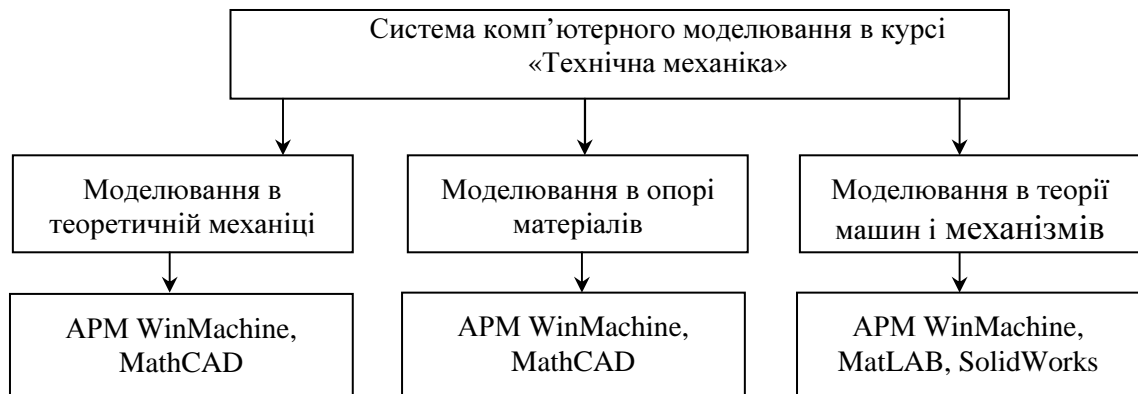 Система комп’ютерного моделювання в курсі
«Технічна механіка»
Моделювання в
теоретичній механіці
Моделювання в опорі
матеріалів
Моделювання в теорії
машин і механізмів
APM WinMachine,
MathCAD
APM WinMachine,
MathCAD
APM WinMachine,
MatLAB, SolidWorks